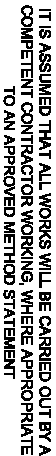 IT IS ASSUMED THAT ALL WORKS WILL BE CARRIED OUT BY A
COMPETENT CONTRACTOR WORKING, WHERE APPROPRIATE
TO AN APPROVED METHOD STATEMENT